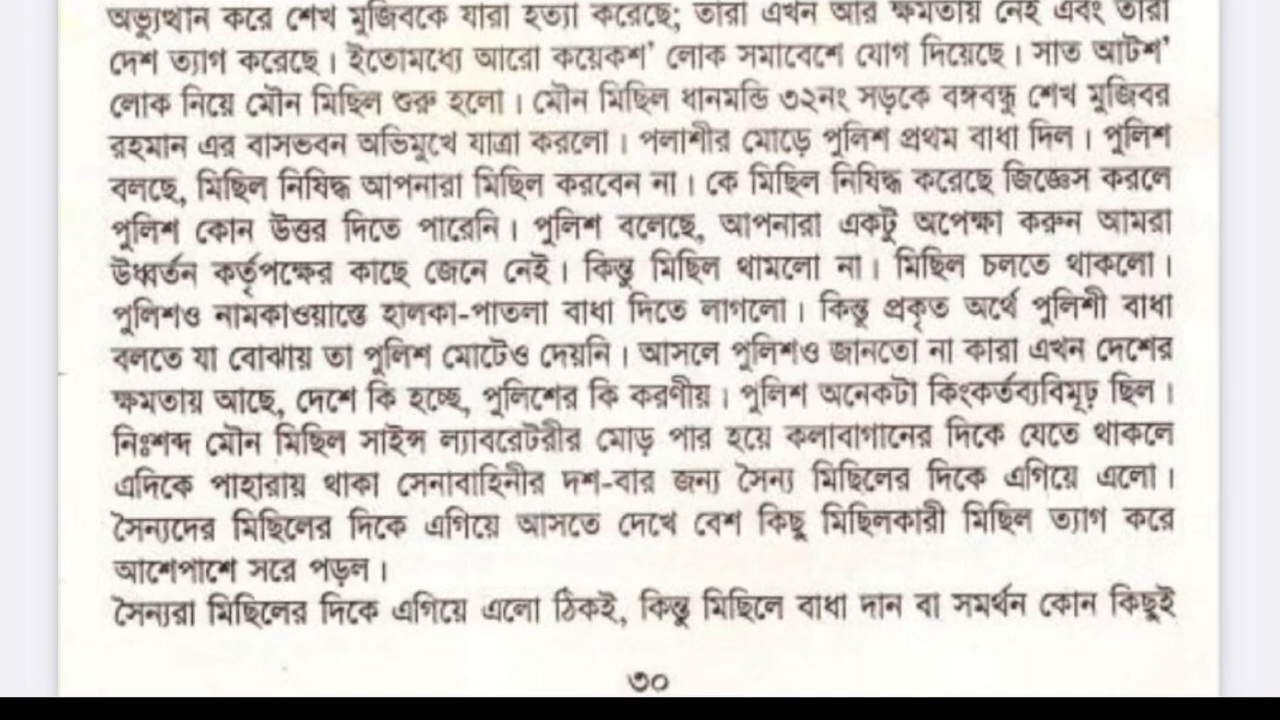 অভ্যুত্থান করে শেখ মুজিবকে যারা হত্যা করেছে; তারা এখন আর ক্ষমতায় নেই এবং তারা
দেশ ত্যাগ করেছে। ইতোমধ্যে আরো কয়েকশ' লোক সমাবেশে যোগ দিয়েছে। সাত আটশ'
লোক নিয়ে মৌন মিছিল শুরু হলো। মৌন মিছিল ধানমন্ডি ৩২নং সড়কে বঙ্গবন্ধু শেখ মুজিবর
রহমান এর বাসভবন অভিমুখে যাত্রা করলো। পলাশীর মোড়ে পুলিশ প্রথম বাধা দিল। পুলিশ
বলছে, মিছিল নিষিদ্ধ আপনারা মিছিল করবেন না। কে মিছিল নিষিদ্ধ করেছে জিজ্ঞেস করলে
পুলিশ কোন উত্তর দিতে পারেনি। পুলিশ বলেছে, আপনারা একটু অপেক্ষা করুন আমরা
উর্ধ্বতন কর্তৃপক্ষের কাছে জেনে নেই। কিন্তু মিছিল থামলো না। মিছিল চলতে থাকলো।
পুলিশও নামকাওয়াস্তে হালকা-পাতলা বাধা দিতে লাগলো। কিন্তু প্রকৃত অর্থে পুলিশী বাধা
বলতে যা বোঝায় তা পুলিশ মোটেও দেয়নি। আসলে পুলিশও জানতো না কারা এখন দেশের
ক্ষমতায় আছে, দেশে কি হচ্ছে, পুলিশের কি করণীয়। পুলিশ অনেকটা কিংকর্তব্যবিমূঢ় ছিল।
নিঃশব্দ মৌন মিছিল সাইন্স ল্যাবরেটরীর মোড় পার হয়ে কলাবাগানের দিকে যেতে থাকলে
এদিকে পাহারায় থাকা সেনাবাহিনীর দশ-বার জন্য সৈন্য মিছিলের দিকে এগিয়ে এলো।
সৈন্যদের মিছিলের দিকে এগিয়ে আসতে দেখে বেশ কিছু মিছিলকারী মিছিল ত্যাগ করে
আশেপাশে সরে পড়ল।
সৈন্যরা মিছিলের দিকে এগিয়ে এলো ঠিকই, কিন্তু মিছিলে বাধা দান বা সমর্থন কোন কিছুই
৩০